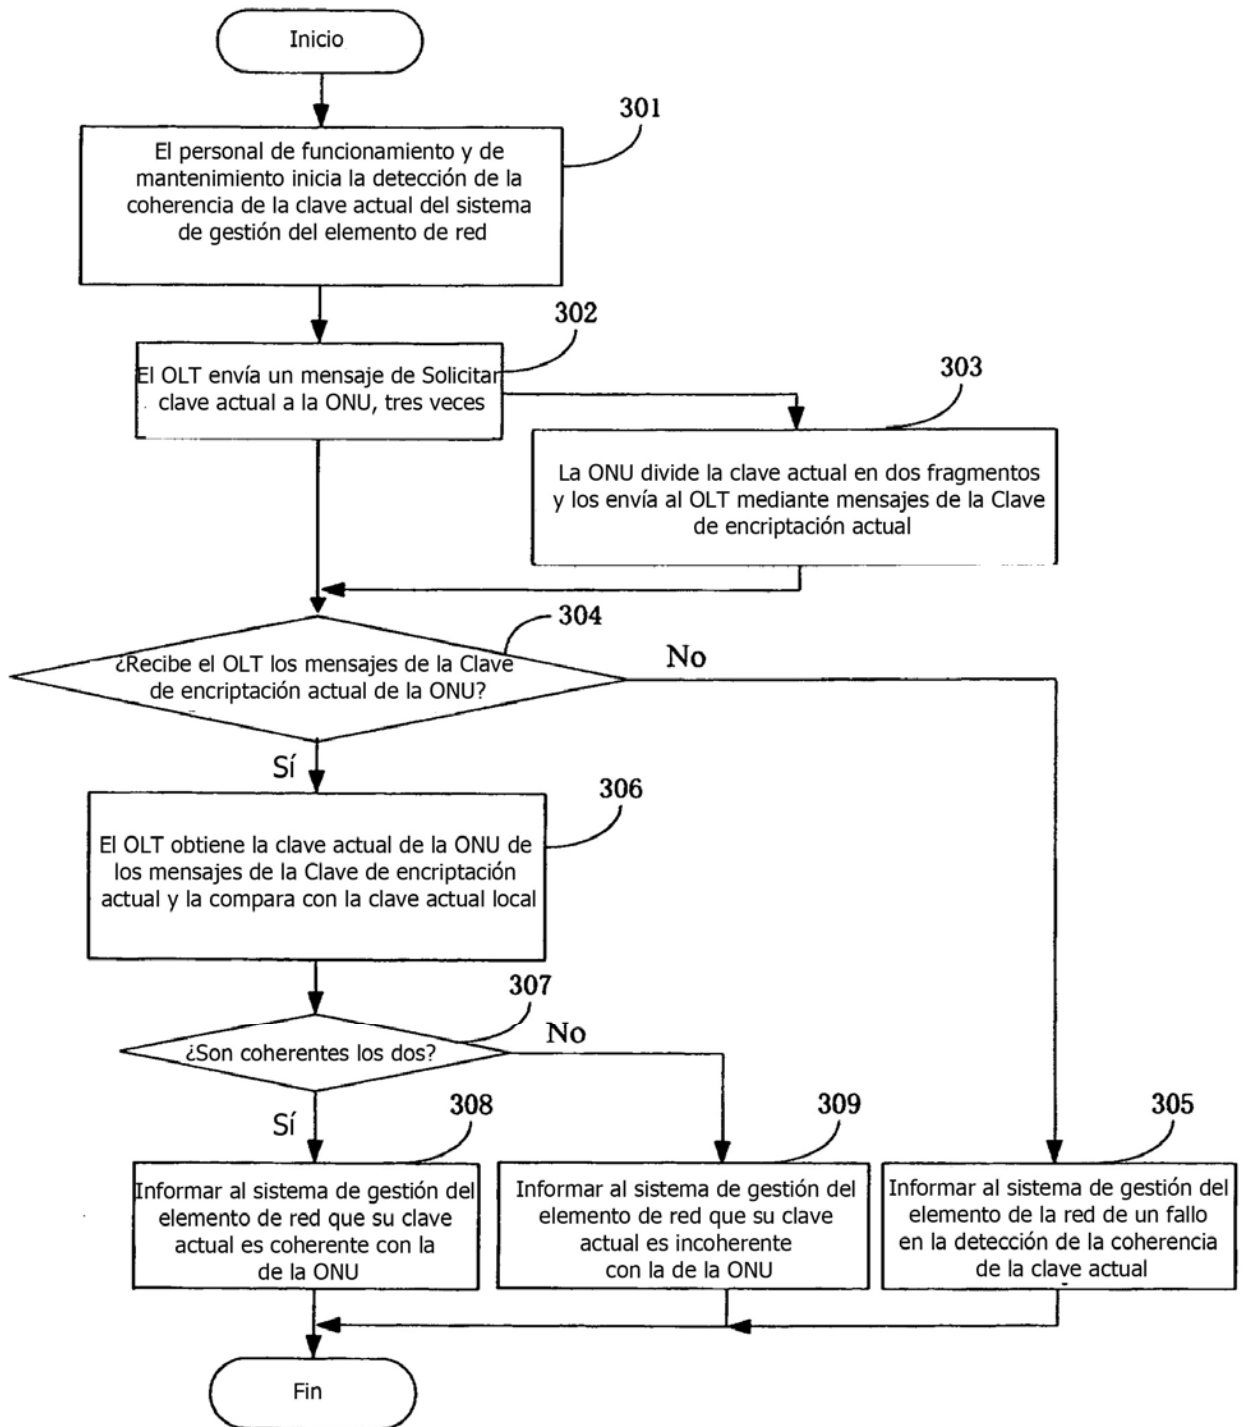 Inicio
301
El personal de funcionamiento y de
mantenimiento inicia la detección de la
coherencia de la clave actual del sistema
de gestión del elemento de red
302
El OLT envía un mensaje de Solicitar
clave actual a la ONU, tres veces
303
La ONU divide la clave actual en dos fragmentos
y los envía al OLT mediante mensajes de la Clave
de encriptación actual
304
¿Recibe el OLT los mensajes de la Clave
de encriptación actual de la ONU?
No
Sí
306
El OLT obtiene la clave actual de la ONU de
los mensajes de la Clave de encriptación
actual y la compara con la clave actual local
307
¿Son coherentes los dos?
No
Sí
308
Informar al sistema de gestión del
elemento de red que su clave
actual es coherente con la
de la ONU
309
Informar al sistema de gestión del
elemento de red que su clave
actual es incoherente
con la de la ONU
305
Informar al sistema de gestión del
elemento de la red de un fallo
en la detección de la coherencia
de la clave actual
Fin